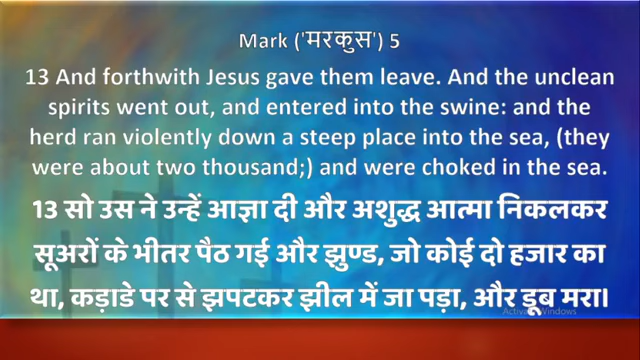 Mark ('मरकुस') 5
13 And forthwith Jesus gave them leave. And the unclean
spirits went out, and entered into the swine: and the
herd ran violently down a steep place into the sea, (they
were about two thousand;) and were choked in the sea.
13 सो उस ने उन्हें आज्ञा दी और अशुद्ध आत्मा निकलकर
सूअरों के भीतर पैठ गई और झुण्ड, जो कोई दो हजार का
था, कड़ाडे पर से झपटकर झील में जा पड़ा, और डूब मरा।
Windows